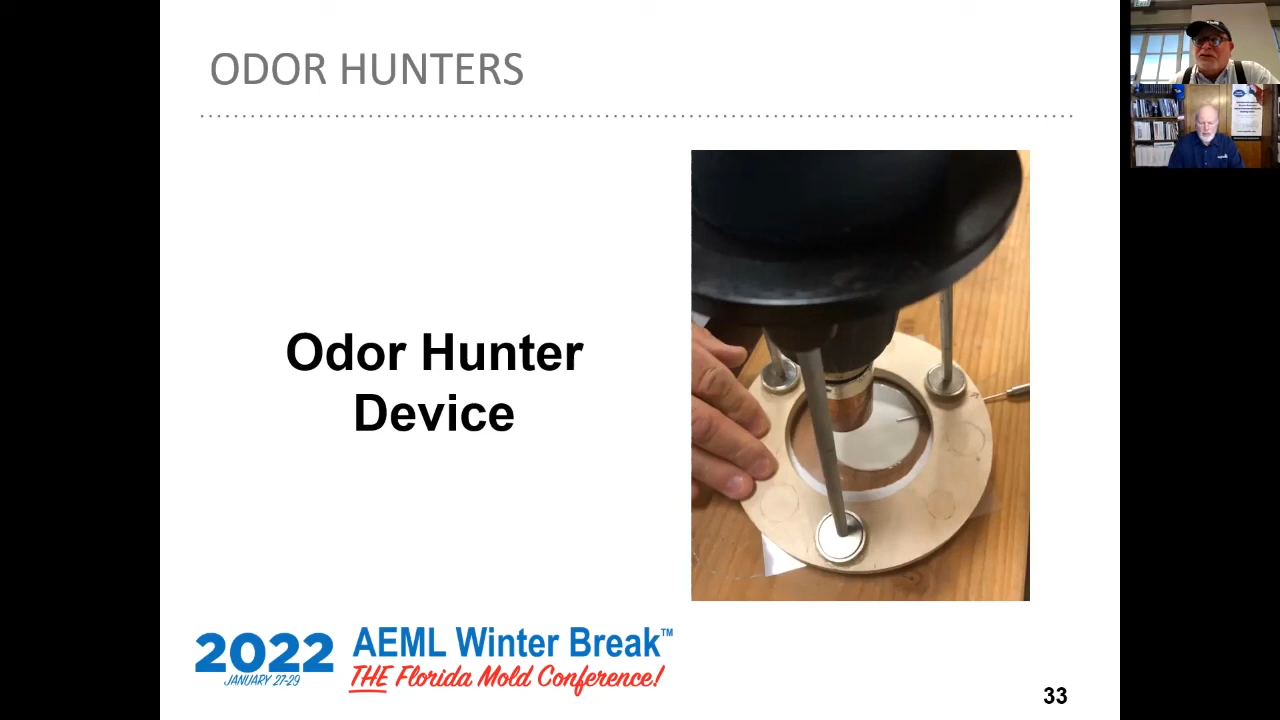 ODOR HUNTERS
Odor Hunter
Device
2022
JANUARY 27-29
AEML Winter Break™
THE Florida Mold Conference!
33